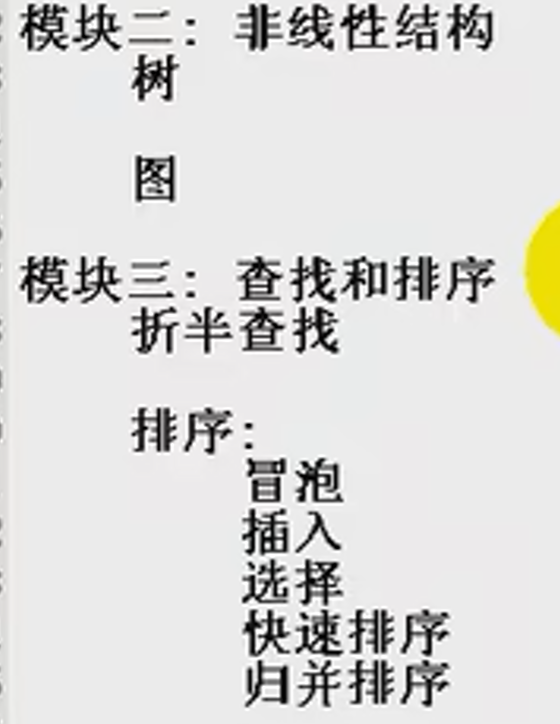 模块二: 非线性结构
树
图
模块三: 查找和排序
折半查找
排序:
冒泡
插入
选择
快速排序
归并排序